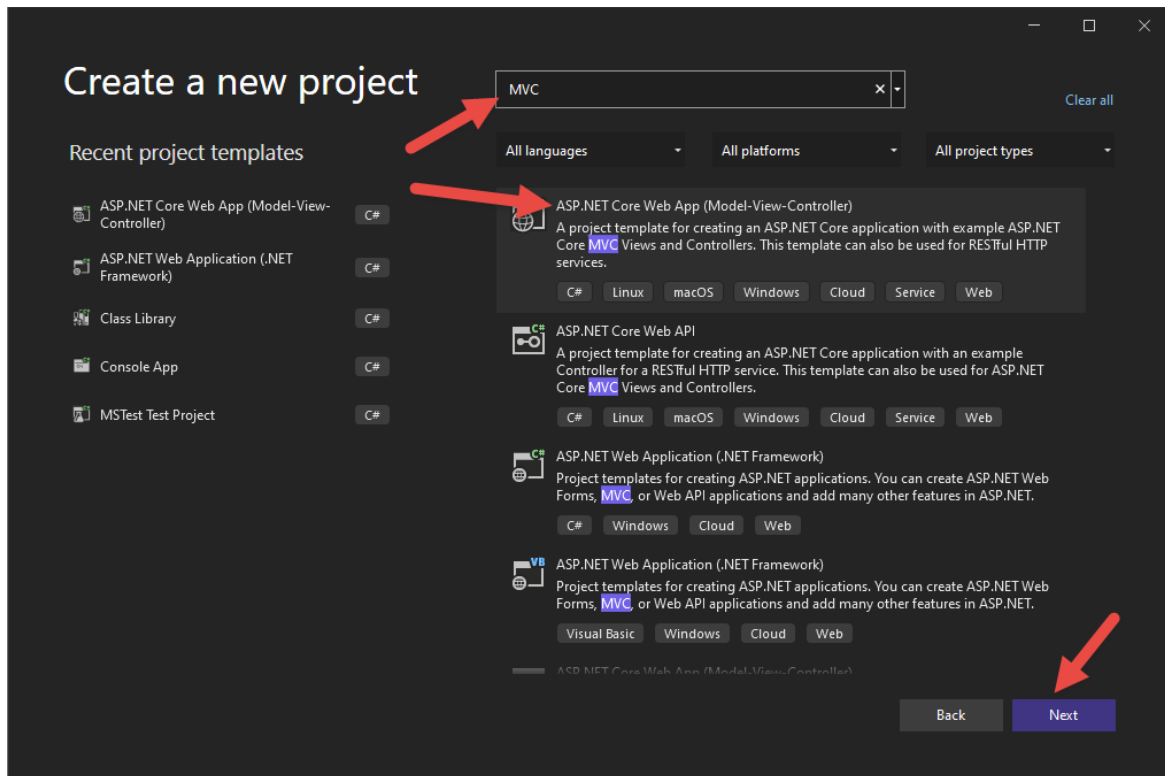 Create a new project
MVC
Clear all
All languages
All platforms
All project types
Recent project templates
ASP.NET Core Web App (Model-View-
Controller)
C#
ASP.NET Web Application (.NET
Framework)
C#
Class Library
C#
Console App
C#
MSTest Test Project
C#
ASP.NET Core Web App (Model-View-Controller)
A project template for creating an ASP.NET Core application with example ASP.NET
Core MVC Views and Controllers. This template can also be used for RESTful HTTP
services.
C# Linux macOS Windows Cloud Service Web
C#
ASP.NET Core Web API
A project template for creating an ASP.NET Core application with an example
Controller for a RESTful HTTP service. This template can also be used for ASP.NET
Core MVC Views and Controllers.
C# Linux macOS Windows Cloud Service Web
C#
ASP.NET Web Application (.NET Framework)
Project templates for creating ASP.NET applications. You can create ASP.NET Web
Forms, MVC, or Web API applications and add many other features in ASP.NET.
C# Windows Cloud Web
VB
ASP.NET Web Application (.NET Framework)
Project templates for creating ASP.NET applications. You can create ASP.NET Web
Forms, MVC, or Web API applications and add many other features in ASP.NET.
Visual Basic Windows Cloud Web
ASP.NET Core Web App (Model-View-Controller)
Back
Next